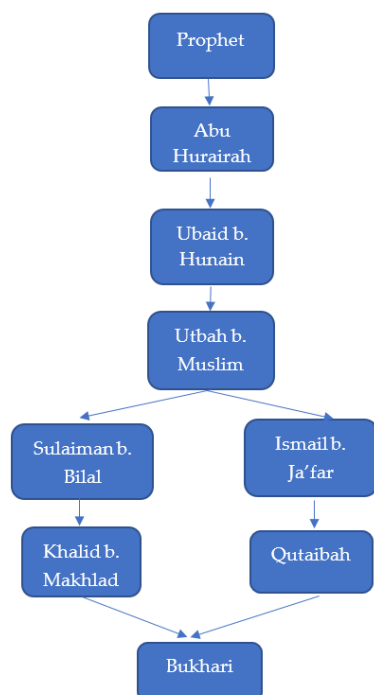 Prophet
Abu
Hurairah
Ubaid b.
Hunain
Utbah b.
Muslim
Sulaiman b.
Bilal
Ismail b.
Ja’far
Khalid b.
Makhlad
Qutaibah
Bukhari